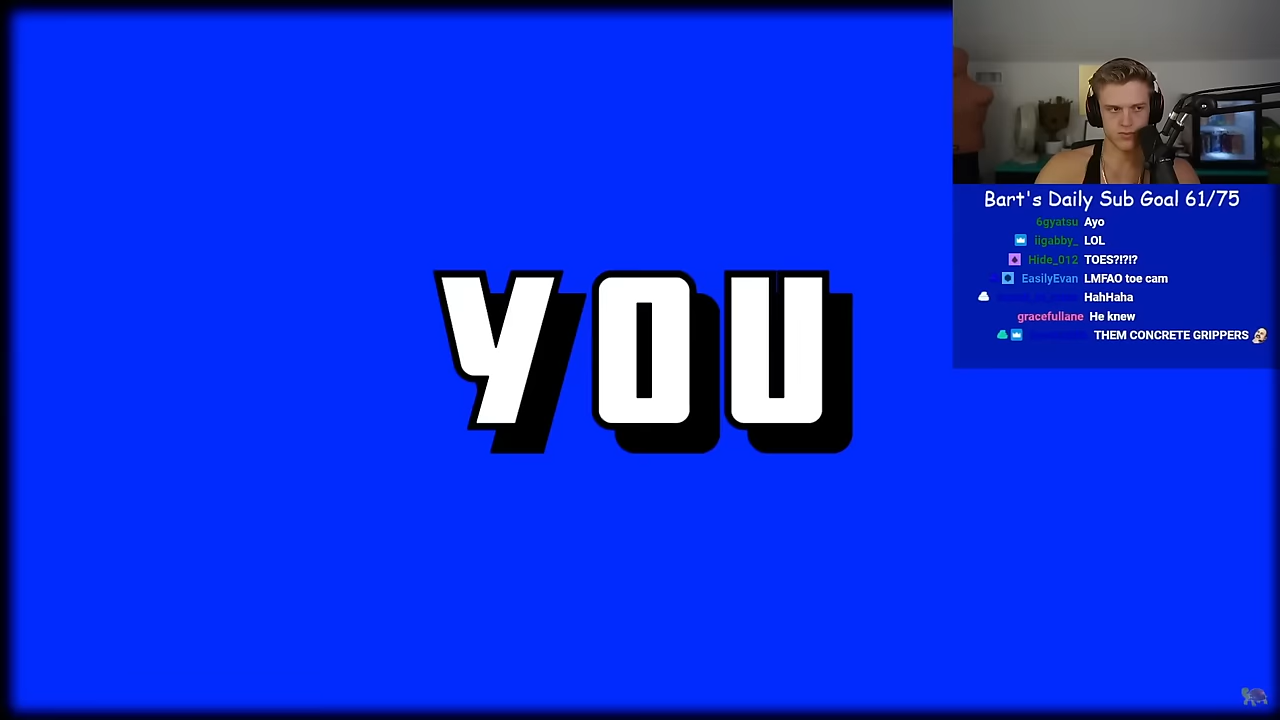 YOU
Bart's Daily Sub Goal 61/75
6gyatsu Ayo
iigabby_ LOL
Hide_012 TOES?!?!?
EasilyEvan LMFAO toe cam
HahHaha
gracefullane He knew
THEM CONCRETE GRIPPERS